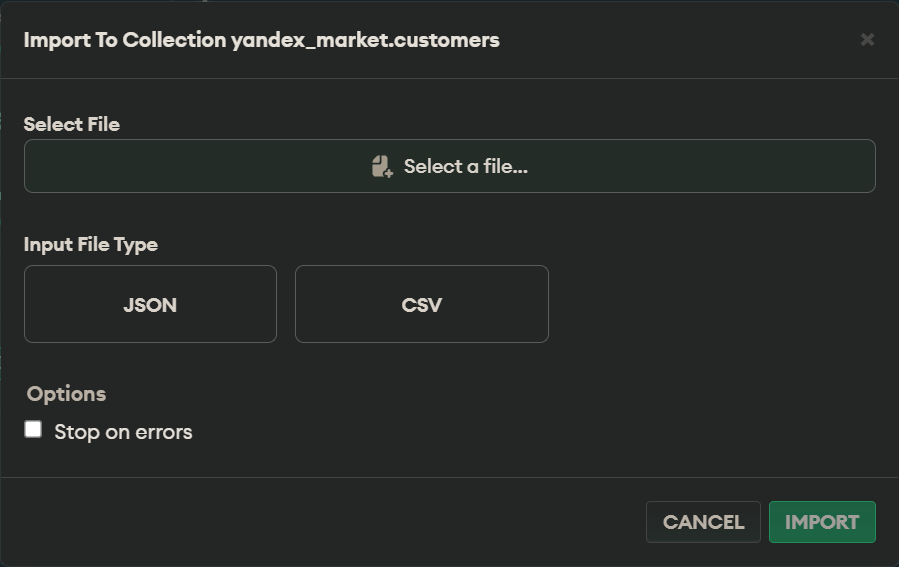 Import To Collection yandex_market.customers
Select File
Select a file...
Input File Type
JSON
CSV
Options
Stop on errors
CANCEL
IMPORT